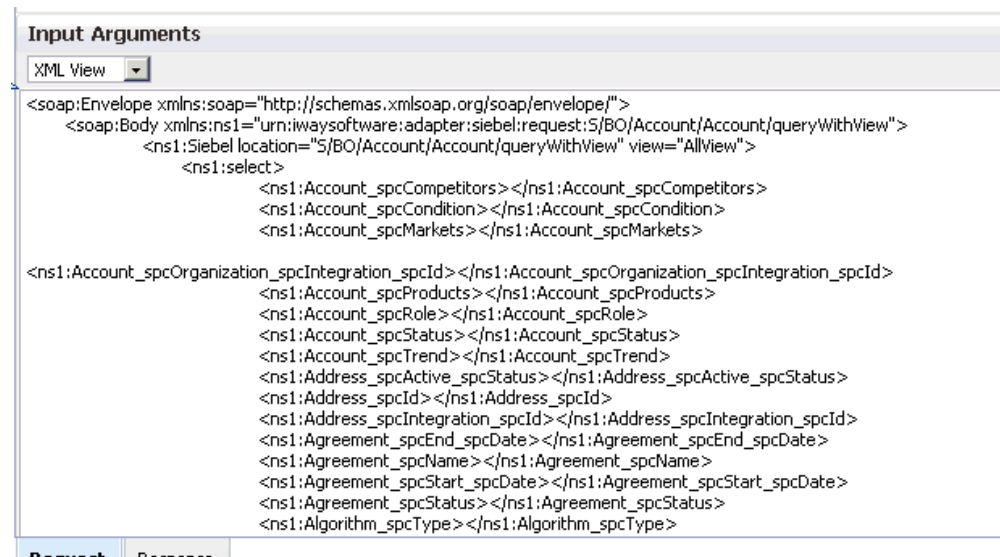 Input Arguments
XML View
<soap:Envelope xmlns:soap="http://schemas.xmlsoap.org/soap/envelope/">
<soap:Body xmlns:ns1="urn:iwaysoftware:adapter:siebel:request:S/BO/Account/Account/queryWithView">
<ns1:Siebel location="S/BO/Account/Account/queryWithView" view="AllView">
<ns1:select>
<ns1:Account_spcCompetitors></ns1:Account_spcCompetitors>
<ns1:Account_spcCondition></ns1:Account_spcCondition>
<ns1:Account_spcMarkets></ns1:Account_spcMarkets>
<ns1:Account_spcOrganization_spcIntegration_spcId></ns1:Account_spcOrganization_spcIntegration_spcId>
<ns1:Account_spcProducts></ns1:Account_spcProducts>
<ns1:Account_spcRole></ns1:Account_spcRole>
<ns1:Account_spcStatus></ns1:Account_spcStatus>
<ns1:Account_spcTrend></ns1:Account_spcTrend>
<ns1:Address_spcActive_spcStatus></ns1:Address_spcActive_spcStatus>
<ns1:Address_spcId></ns1:Address_spcId>
<ns1:Address_spcIntegration_spcId></ns1:Address_spcIntegration_spcId>
<ns1:Agreement_spcEnd_spcDate></ns1:Agreement_spcEnd_spcDate>
<ns1:Agreement_spcName></ns1:Agreement_spcName>
<ns1:Agreement_spcStart_spcDate></ns1:Agreement_spcStart_spcDate>
<ns1:Agreement_spcStatus></ns1:Agreement_spcStatus>
<ns1:Algorithm_spcType></ns1:Algorithm_spcType>